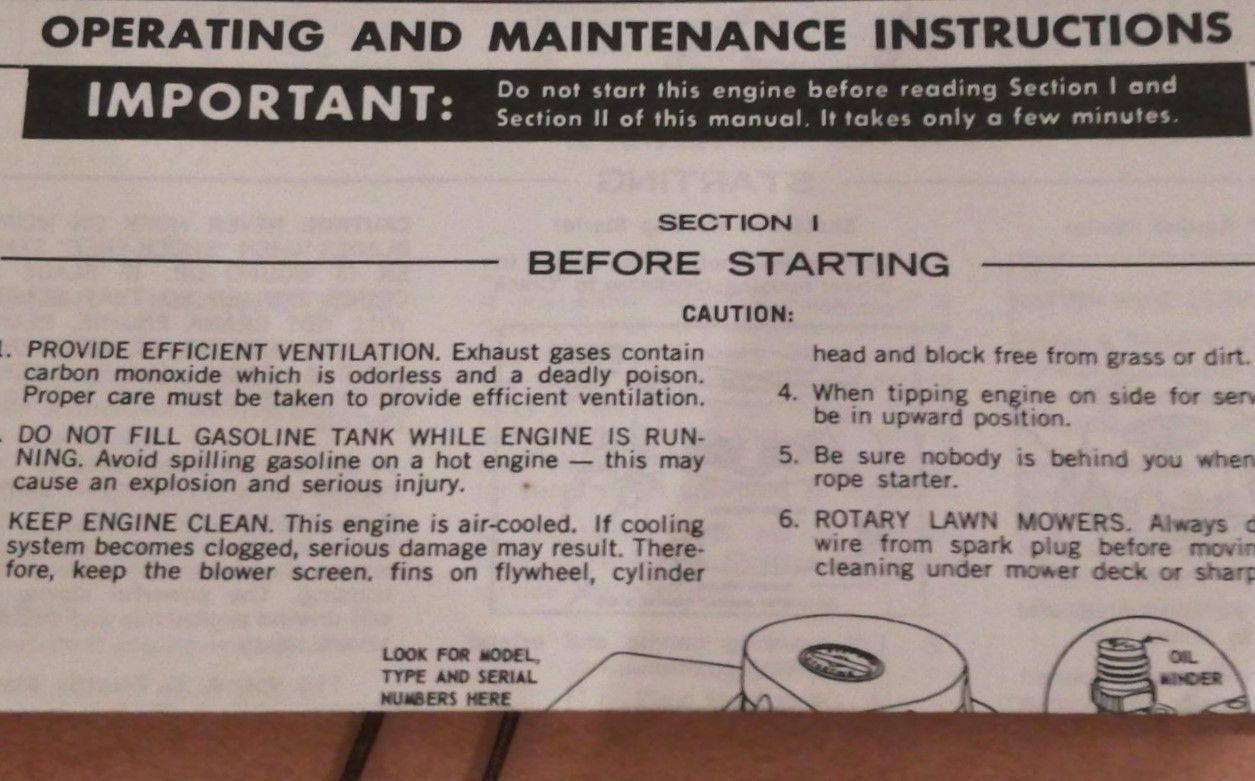 OPERATING AND MAINTENANCE INSTRUCTIONS
IMPORTANT:
Do not start this engine before reading Section I and
Section II of this manual. It takes only a few minutes.
SECTION I
BEFORE STARTING
CAUTION:
1. PROVIDE EFFICIENT VENTILATION. Exhaust gases contain
carbon monoxide which is odorless and a deadly poison.
Proper care must be taken to provide efficient ventilation.
. DO NOT FILL GASOLINE TANK WHILE ENGINE IS RUN-
NING. Avoid spilling gasoline on a hot engine — this may
cause an explosion and serious injury.
KEEP ENGINE CLEAN. This engine is air-cooled. If cooling
system becomes clogged, serious damage may result. There-
fore, keep the blower screen, fins on flywheel, cylinder
head and block free from grass or dirt.
4. When tipping engine on side for serv
be in upward position.
5. Be sure nobody is behind you when
rope starter.
6. ROTARY LAWN MOWERS. Always
wire from spark plug before movin
cleaning under mower deck or sharp
LOOK FOR MODEL,
TYPE AND SERIAL
NUMBERS HERE
OIL
MINDER